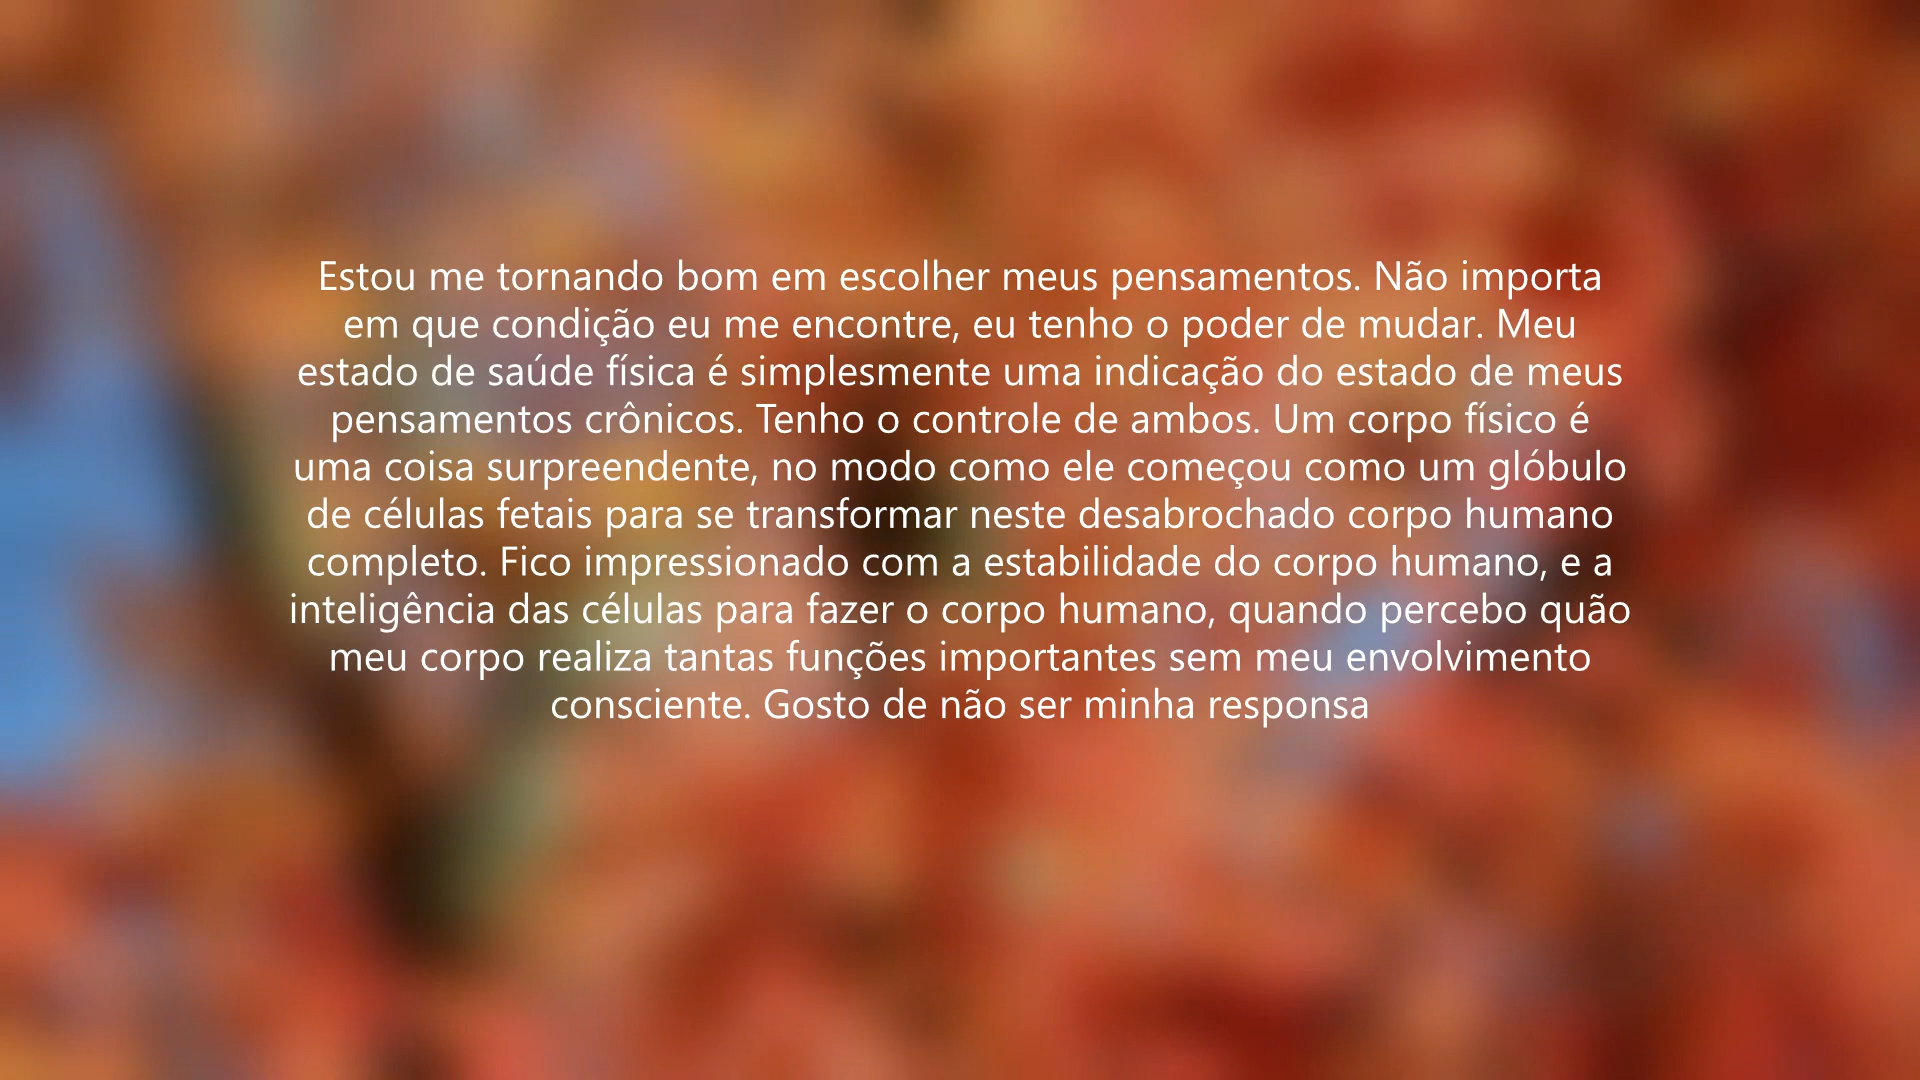 Estou me tornando bom em escolher meus pensamentos. Não importa
em que condição eu me encontre, eu tenho o poder de mudar. Meu
estado de saúde física é simplesmente uma indicação do estado de meus
pensamentos crônicos. Tenho o controle de ambos. Um corpo físico é
uma coisa surpreendente, no modo como ele começou como um glóbulo
de células fetais para se transformar neste desabrochado corpo humano
completo. Fico impressionado com a estabilidade do corpo humano, e a
inteligência das células para fazer o corpo humano, quando percebo quão
meu corpo realiza tantas funções importantes sem meu envolvimento
consciente. Gosto de não ser minha responsa